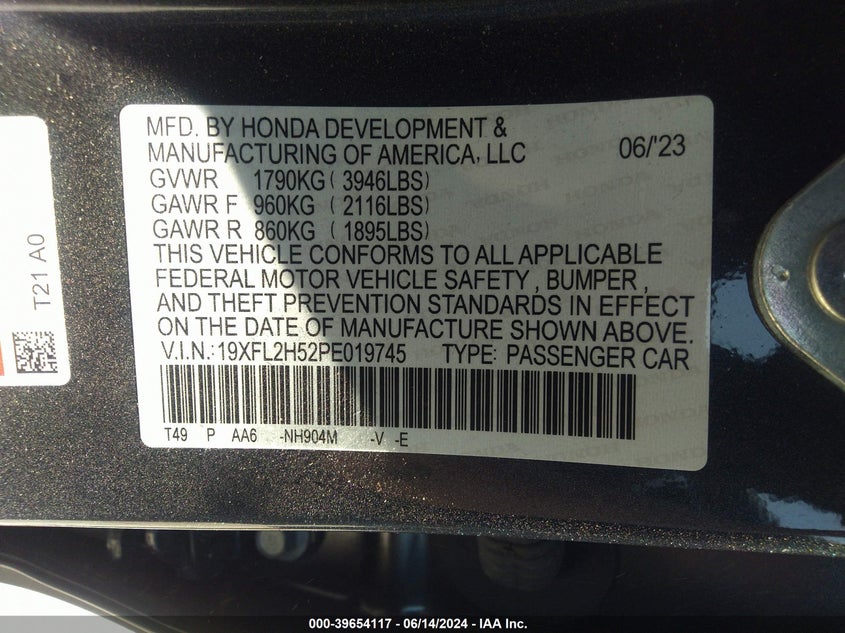 MFD. BY HONDA DEVELOPMENT &
MANUFACTURING OF AMERICA, LLC 06/'23
GVWR 1790KG ( 3946LBS)
GAWR F 960KG ( 2116LBS)
GAWR R 860KG ( 1895LBS)
THIS VEHICLE CONFORMS TO ALL APPLICABLE
FEDERAL MOTOR VEHICLE SAFETY , BUMPER ,
AND THEFT PREVENTION STANDARDS IN EFFECT
ON THE DATE OF MANUFACTURE SHOWN ABOVE.
V.I.N.:19XFL2H52PE019745 TYPE: PASSENGER CAR
T49 P AA6 -NH904M -V -E
T21 A0
000-39654117 - 06/14/2024 - IAA Inc.